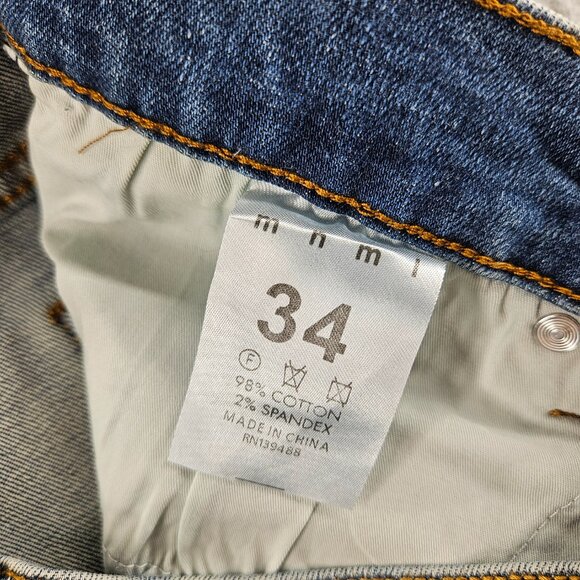 m n m l
34
F
98% COTTON
2% SPANDEX
MADE IN CHINA
RN139488